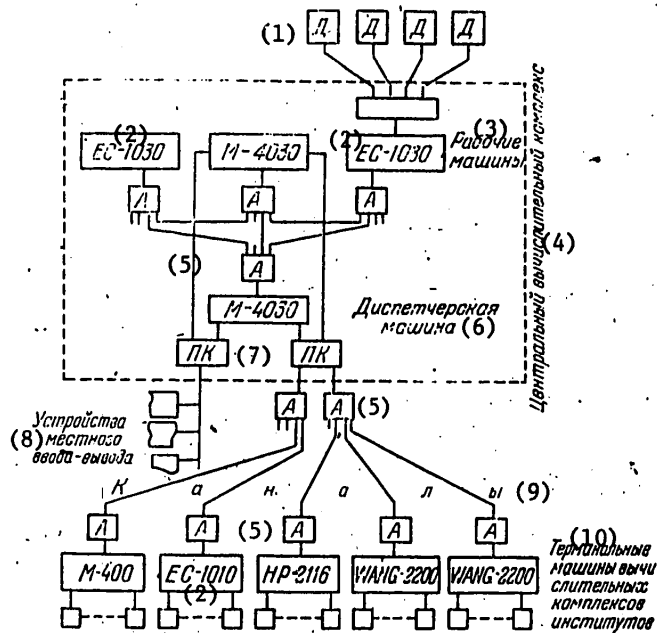 (1) Д Д Д Д
(2) (2) (3)
ЕС-1030 М-4030 ЕС-1030 Рабочие
машины
А А А
Центральный вычислительный комплекс
(4)
(5) А
М-4030 Диспетчерская
машина (6)
ПК (7) ПК
А А (5)
Устройства
(8) местного
ввода-вывода
К а н а л ы (9)
А А (5) А А А (10)
М-400 ЕС-1010 НР-2116 WANG-2200 WANG-2200
(2)
Терминальные
машины вычи
слительных
комплексов
институтов